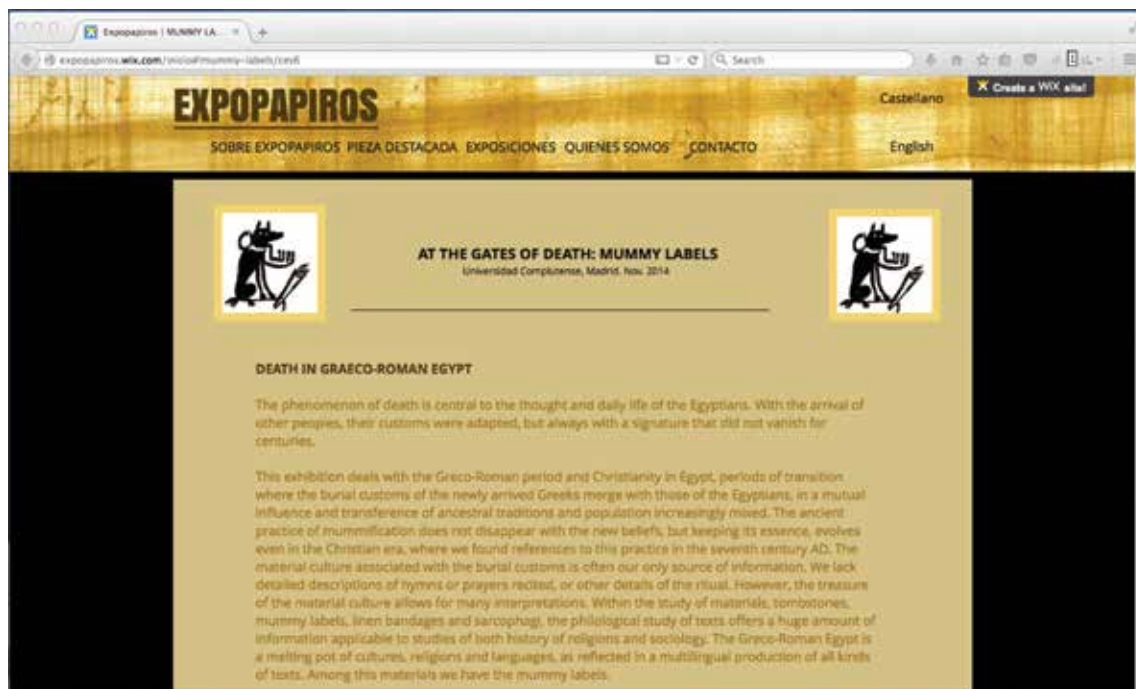 Expopapiros | MUNMY LA...
expopapiros.wix.com/inicio#!mummy-labels/cev6
Search
Create a WiX site!
EXPOPAPIROS
Castellano
SOBRE EXPOPAPIROS PIEZA DESTACADA EXPOSICIONES QUIENES SOMOS CONTACTO
English
AT THE GATES OF DEATH: MUMMY LABELS
Universidad Complutense, Madrid. Nov. 2014
DEATH IN GRAECO-ROMAN EGYPT
The phenomenon of death is central to the thought and daily life of the Egyptians. With the arrival of
other peoples, their customs were adapted, but always with a signature that did not vanish for
centuries.
This exhibition deals with the Greco-Roman period and Christianity in Egypt, periods of transition
where the burial customs of the newly arrived Greeks merge with those of the Egyptians, in a mutual
influence and transference of ancestral traditions and population increasingly mixed. The ancient
practice of mummification does not disappear with the new beliefs, but keeping its essence, evolves
even in the Christian era, where we found references to this practice in the seventh century AD. The
material culture associated with the burial customs is often our only source of information. We lack
detailed descriptions of hymns or prayers recited, or other details of the ritual. However, the treasure
of the material culture allows for many interpretations. Within the study of materials, tombstones,
mummy labels, linen bandages and sarcophagi, the philological study of texts offers a huge amount of
information applicable to studies of both history of religions and sociology. The Greco-Roman Egypt is
a melting pot of cultures, religions and languages, as reflected in a multilingual production of all kinds
of texts. Among this materials we have the mummy labels.